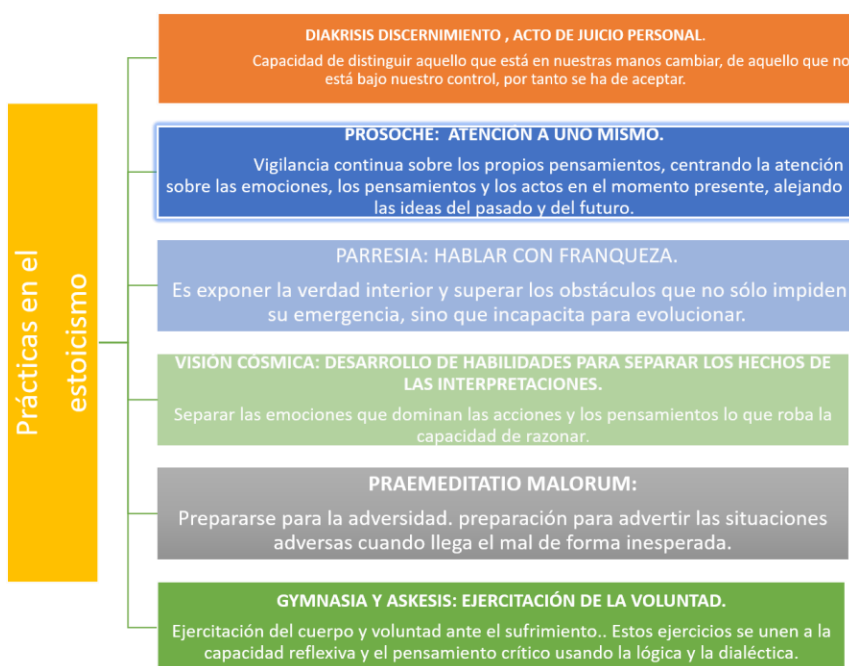 Prácticas en el
estoicismo
DIAKRISIS DISCERNIMIENTO , ACTO DE JUICIO PERSONAL.
Capacidad de distinguir aquello que está en nuestras manos cambiar, de aquello que no
está bajo nuestro control, por tanto se ha de aceptar.
PROSOCHE: ATENCIÓN A UNO MISMO.
Vigilancia continua sobre los propios pensamientos, centrando la atención
sobre las emociones, los pensamientos y los actos en el momento presente, alejando
las ideas del pasado y del futuro.
PARRESIA: HABLAR CON FRANQUEZA.
Es exponer la verdad interior y superar los obstáculos que no sólo impiden
su emergencia, sino que incapacita para evolucionar.
VISIÓN CÓSMICA: DESARROLLO DE HABILIDADES PARA SEPARAR LOS HECHOS DE
LAS INTERPRETACIONES.
Separar las emociones que dominan las acciones y los pensamientos lo que roba la
capacidad de razonar.
PRAEMEDITATIO MALORUM:
Prepararse para la adversidad. preparación para advertir las situaciones
adversas cuando llega el mal de forma inesperada.
GYMNASIA Y ASKESIS: EJERCITACIÓN DE LA VOLUNTAD.
Ejercitación del cuerpo y voluntad ante el sufrimiento.. Estos ejercicios se unen a la
capacidad reflexiva y el pensamiento crítico usando la lógica y la dialéctica.